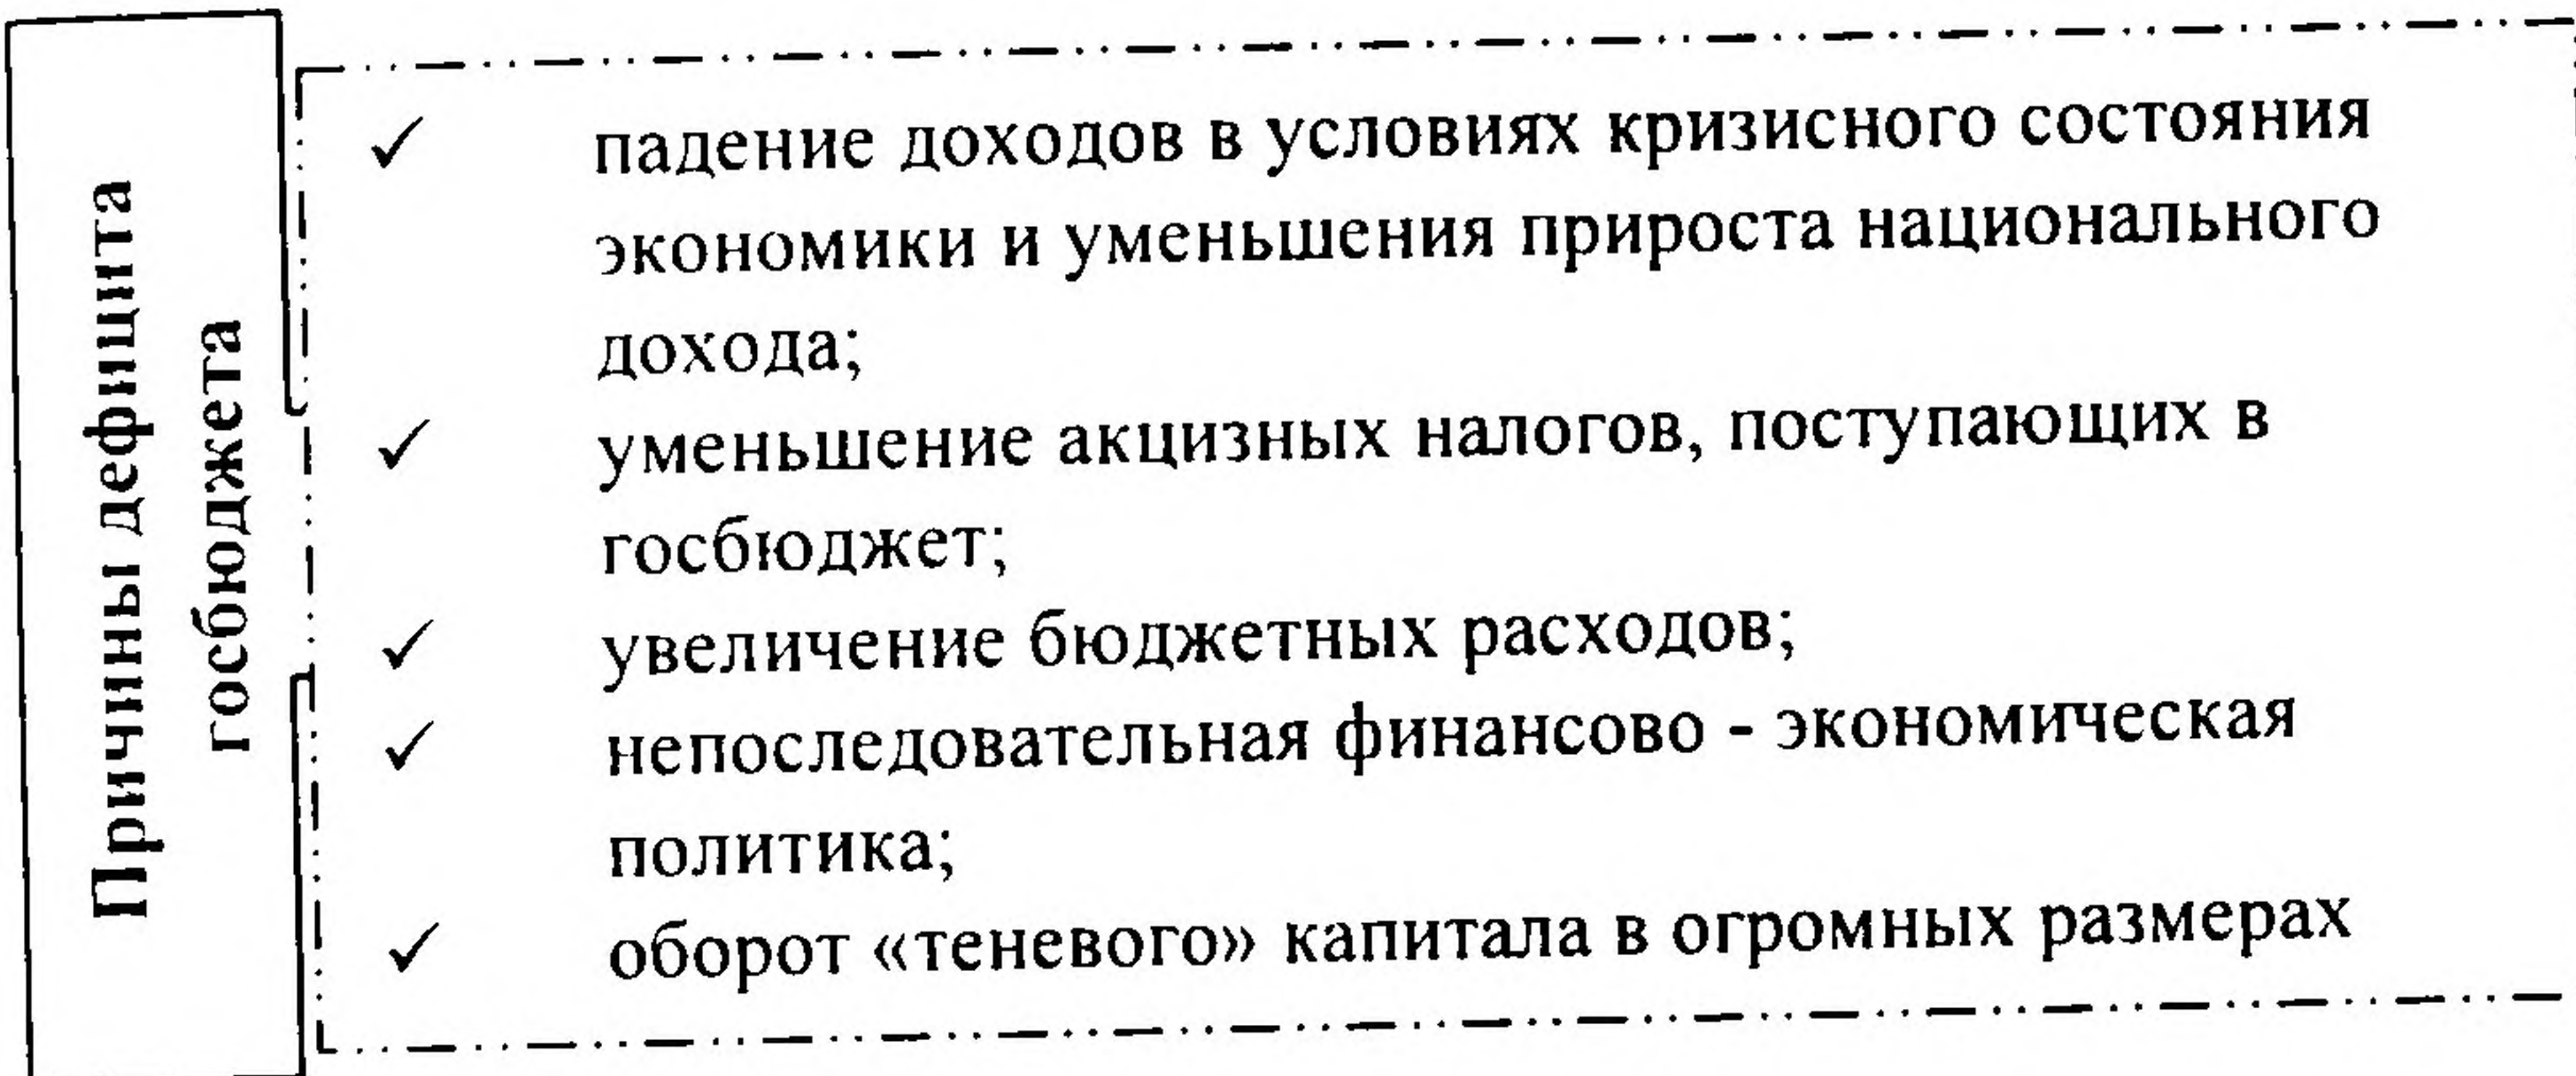 Причины дефицита
госбюджета
✓ падение доходов в условиях кризисного состояния
экономики и уменьшения прироста национального
дохода;
✓ уменьшение акцизных налогов, поступающих в
госбюджет;
✓ увеличение бюджетных расходов;
✓ непоследовательная финансово - экономическая
политика;
✓ оборот «теневого» капитала в огромных размерах